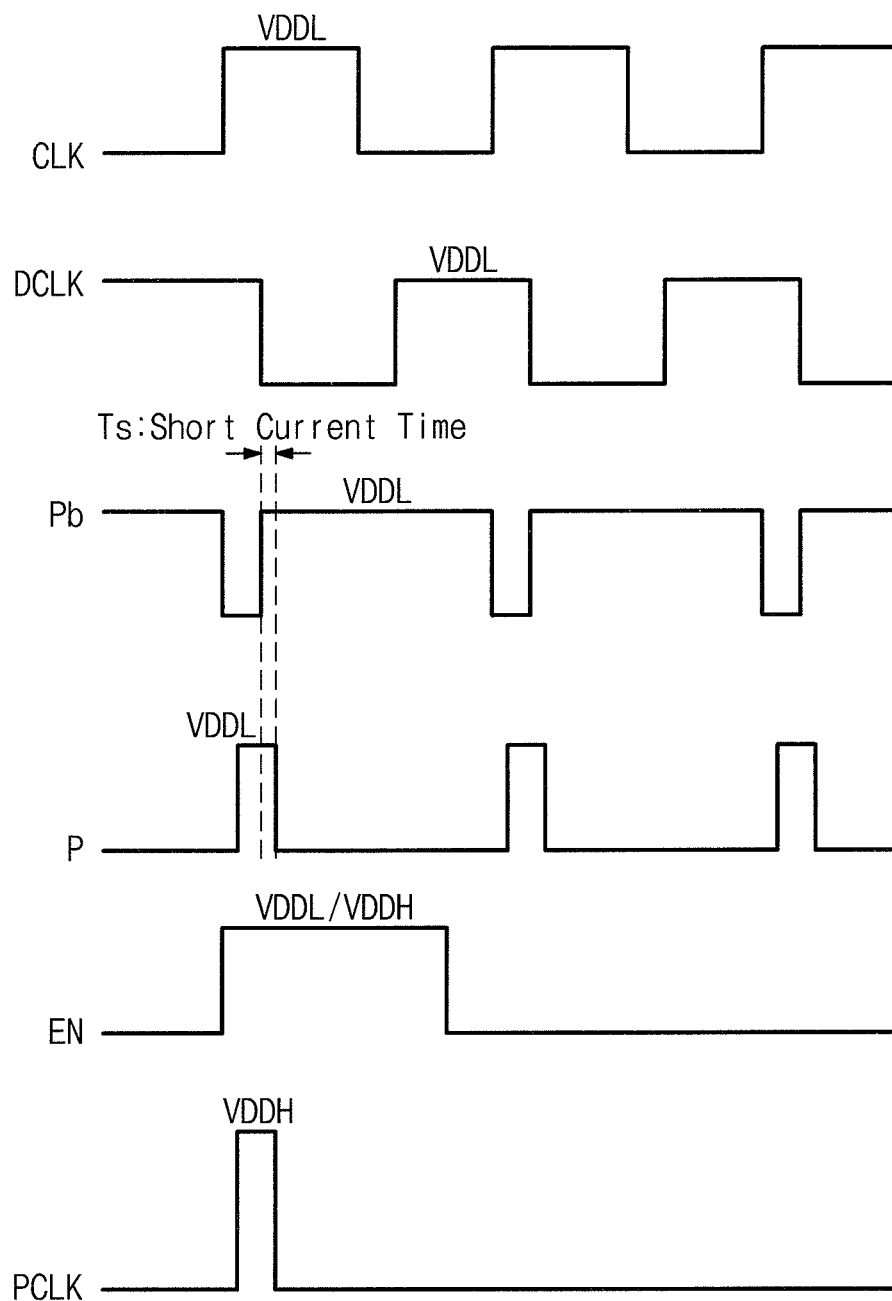 VDDL
CLK
VDDL
DCLK
Ts:Short Current Time
VDDL
Pb
VDDL
P
VDDL/VDDH
EN
VDDH
PCLK